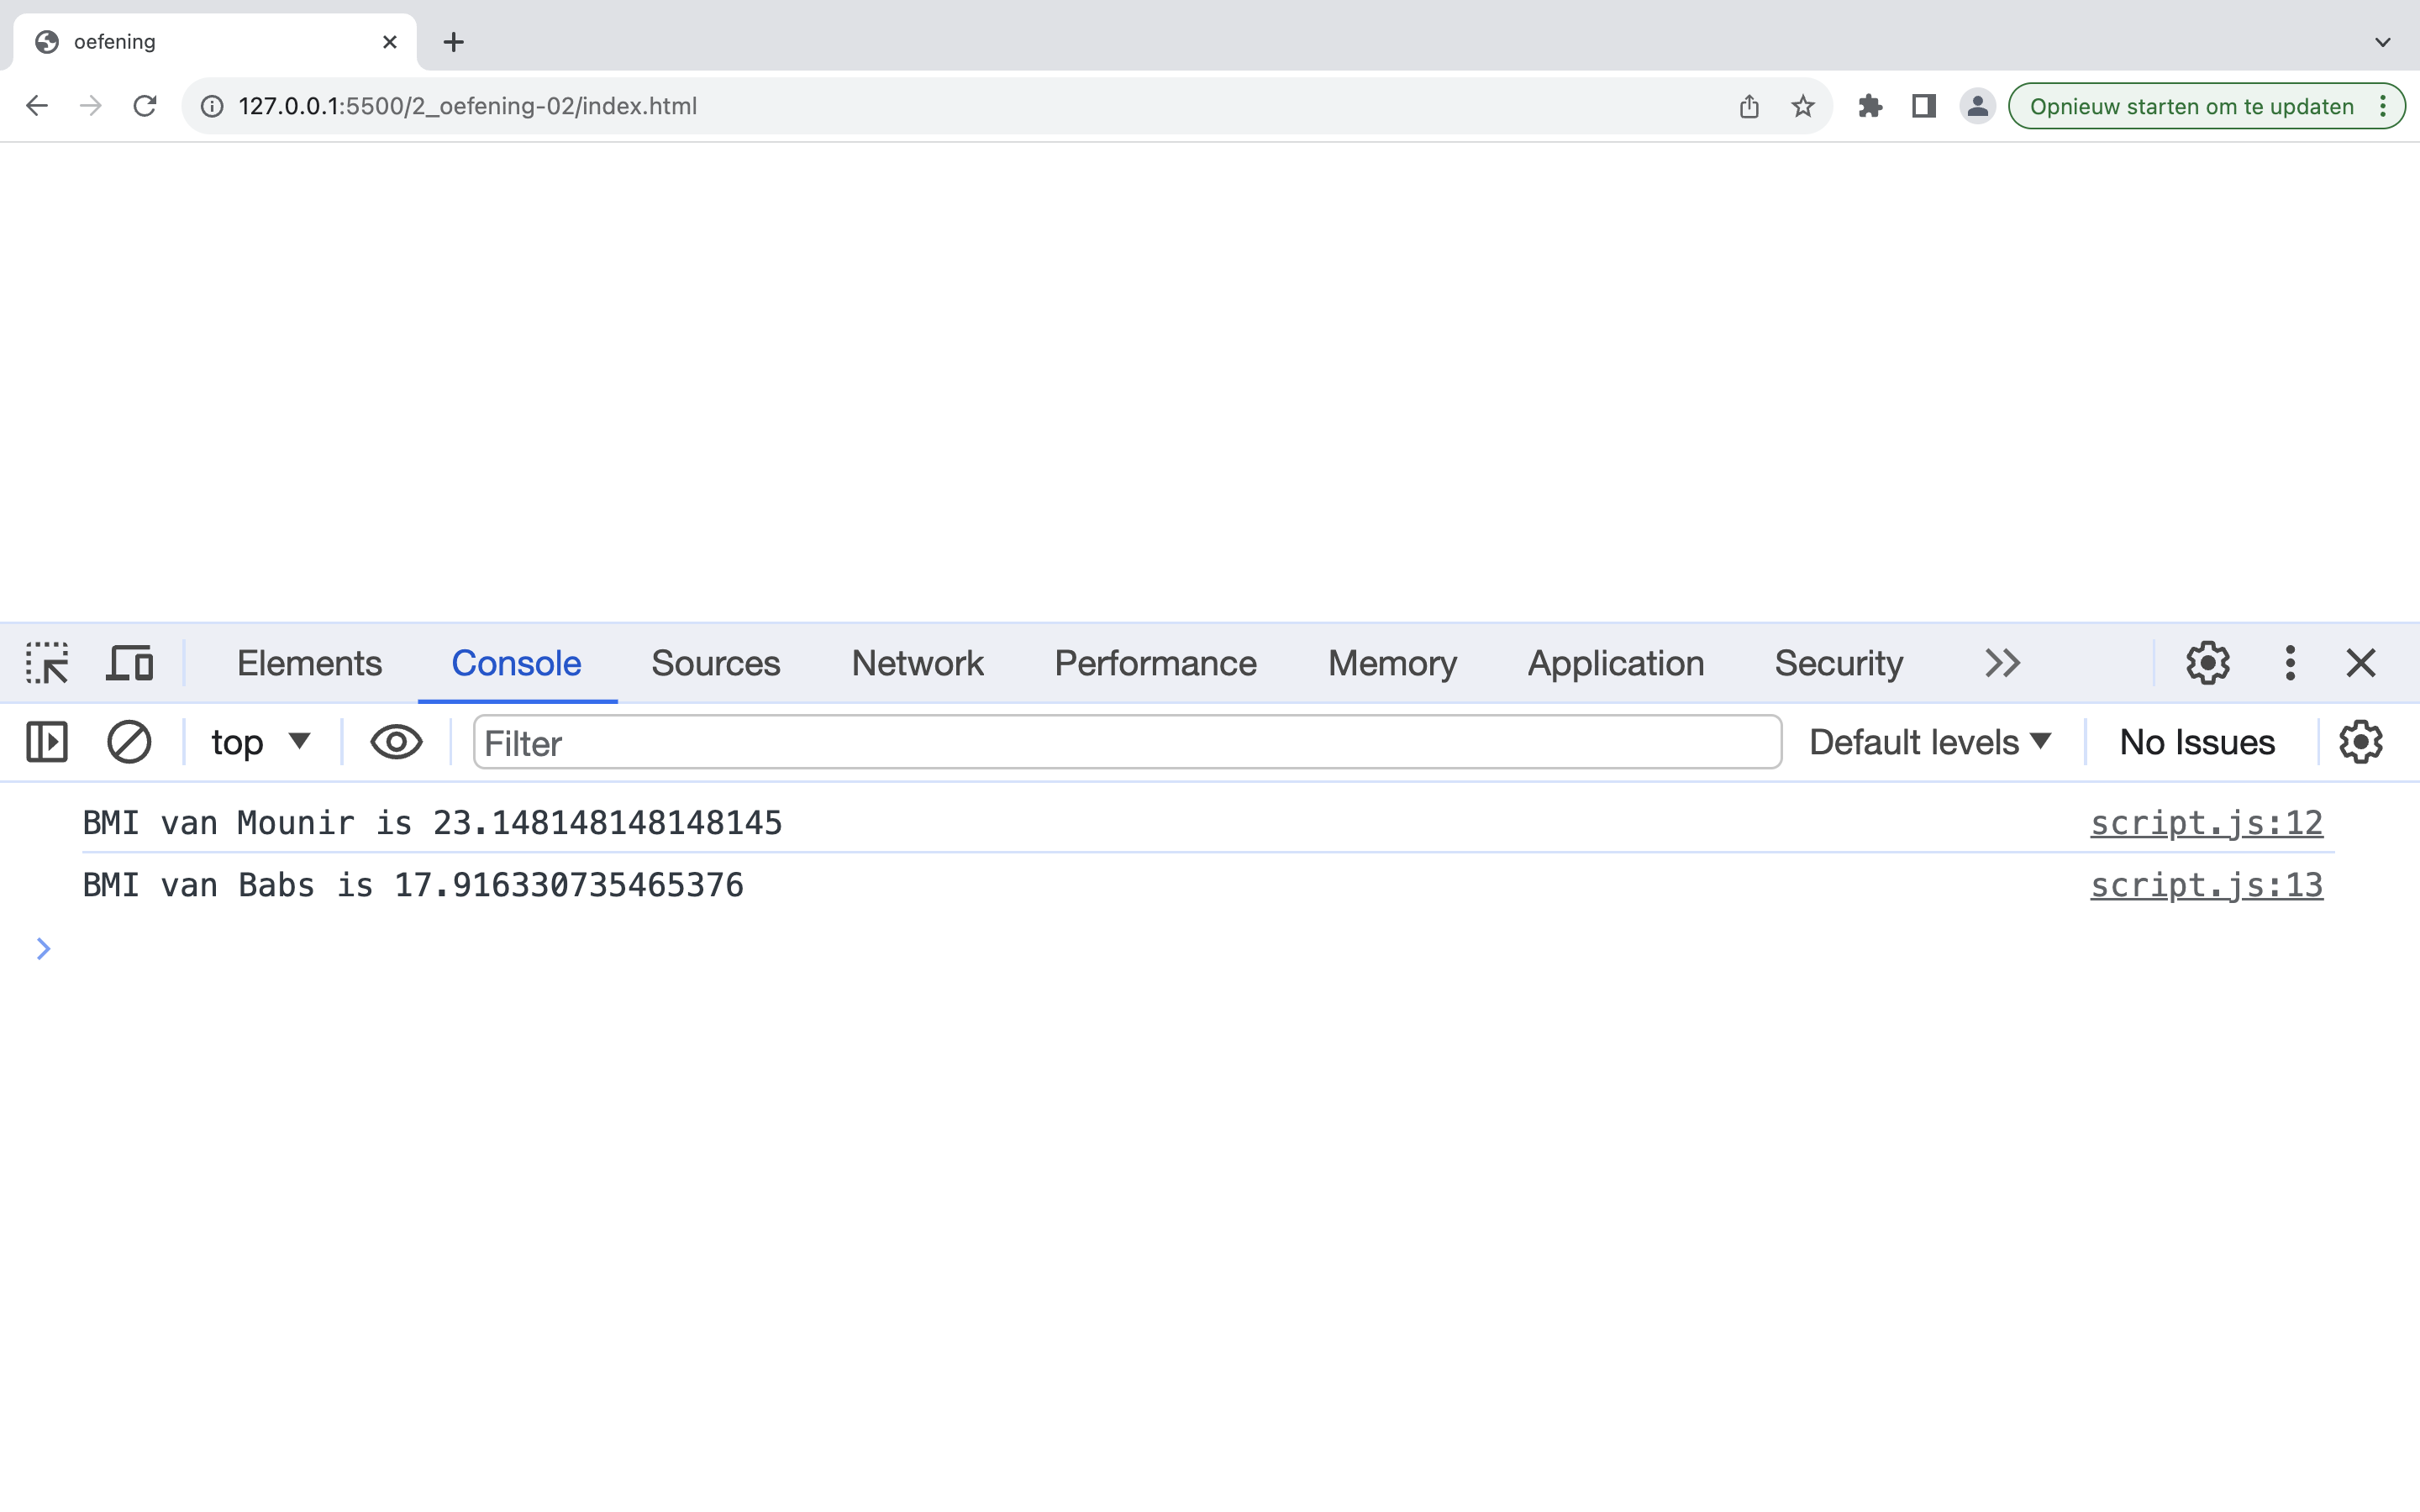 oefening
127.0.0.1:5500/2_oefening-02/index.html
Opnieuw starten om te updaten
Elements Console Sources Network Performance Memory Application Security
top Filter Default levels No Issues
BMI van Mounir is 23.148148148148145 script.js:12
BMI van Babs is 17.916330735465376 script.js:13